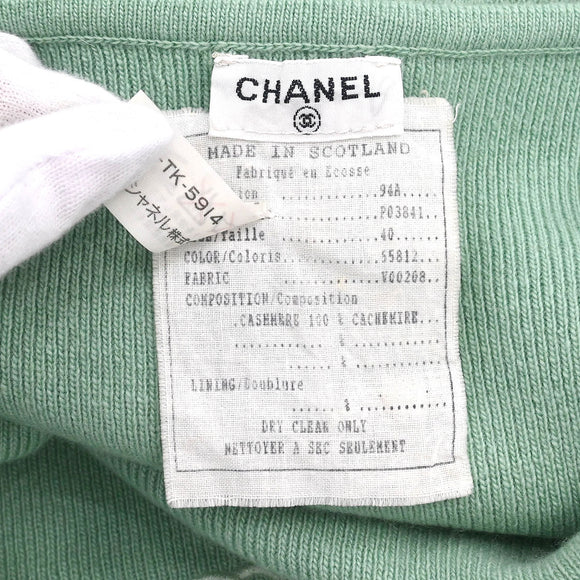 CHANEL
MADE IN SCOTLAND
Fabriqué en Ecosse
94A
P03841
/Taille 40
COLOR/Coloris 55812
FABRIC V00208
COMPOSITION/Composition
CASHMERE 100 % CACHEMIRE
%
%
LINING/Doublure
%
%
DRY CLEAN ONLY
NETTOYER A SEC SEULEMENT
TK-5914
シャネル株